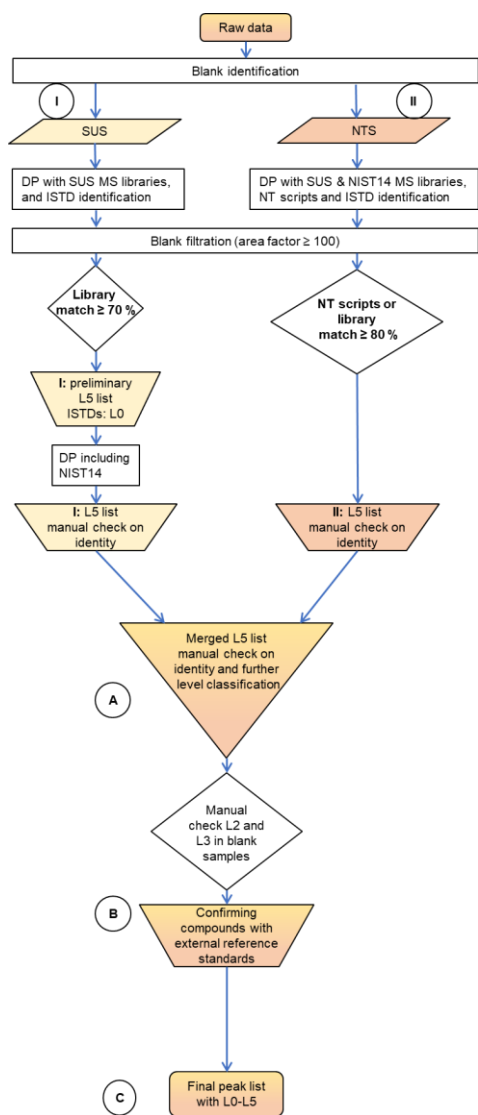 Raw data
Blank identification
I
II
SUS
NTS
DP with SUS MS libraries,
and ISTD identification
DP with SUS & NIST14 MS libraries,
NT scripts and ISTD identification
Blank filtration (area factor ≥ 100)
Library
match ≥ 70 %
NT scripts or
library
match ≥ 80 %
I: preliminary
L5 list
ISTDs: L0
DP including
NIST14
I: L5 list
manual check on
identity
II: L5 list
manual check on
identity
Merged L5 list
manual check on
identity and further
level classification
A
Manual
check L2 and
L3 in blank
samples
B
Confirming
compounds with
external reference
standards
C
Final peak list
with L0-L5